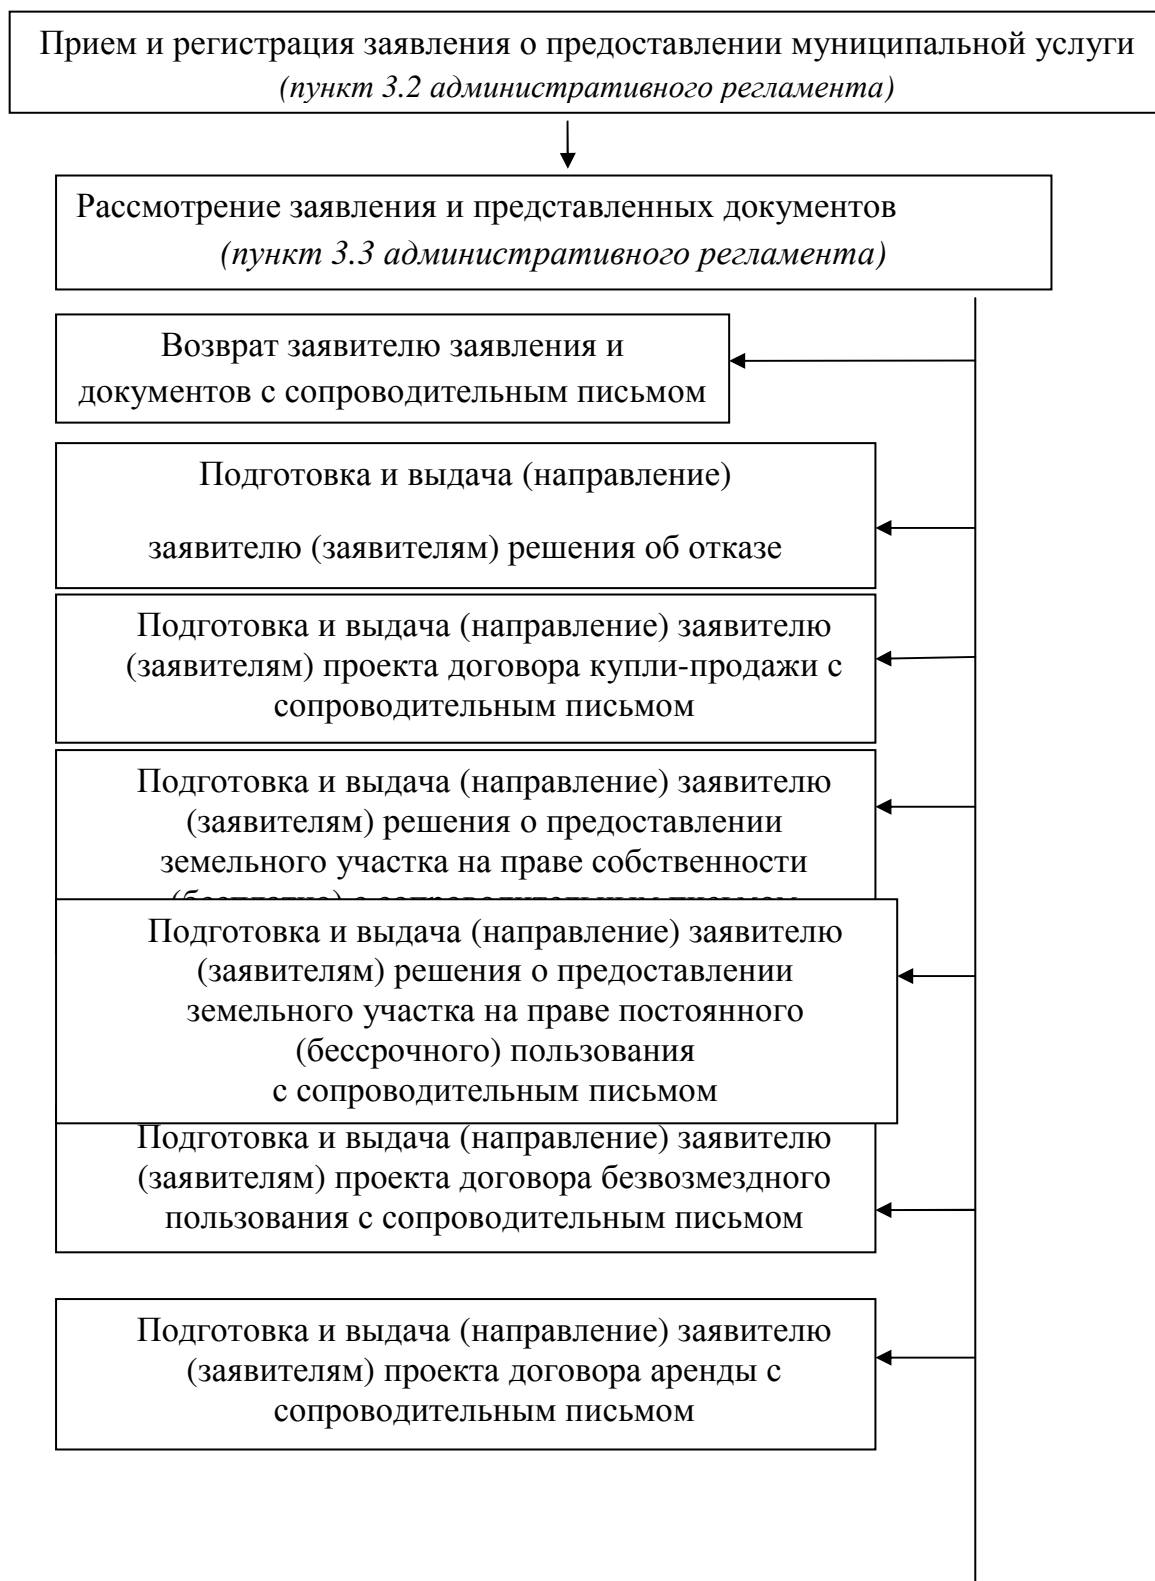 Прием и регистрация заявления о предоставлении муниципальной услуги
(пункт 3.2 административного регламента)
Рассмотрение заявления и представленных документов
(пункт 3.3 административного регламента)
Возврат заявителю заявления и
документов с сопроводительным письмом
Подготовка и выдача (направление)
заявителю (заявителям) решения об отказе
Подготовка и выдача (направление) заявителю
(заявителям) проекта договора купли-продажи с
сопроводительным письмом
Подготовка и выдача (направление) заявителю
(заявителям) решения о предоставлении
земельного участка на праве собственности
(бесплатно) с сопроводительным письмом
Подготовка и выдача (направление) заявителю
(заявителям) решения о предоставлении
земельного участка на праве постоянного
(бессрочного) пользования
с сопроводительным письмом
Подготовка и выдача (направление) заявителю
(заявителям) проекта договора безвозмездного
пользования с сопроводительным письмом
Подготовка и выдача (направление) заявителю
(заявителям) проекта договора аренды с
сопроводительным письмом